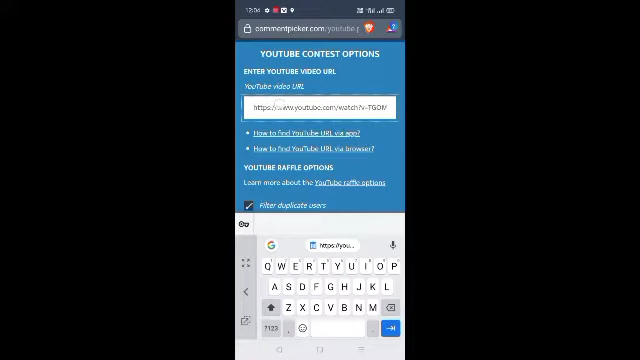 12:04
commentpicker.com/youtube.p
YOUTUBE CONTEST OPTIONS
ENTER YOUTUBE VIDEO URL
YouTube video URL
https://www.youtube.com/watch?v=TGOM
How to find YouTube URL via app?
How to find YouTube URL via browser?
YOUTUBE RAFFLE OPTIONS
Learn more about the YouTube raffle options
Filter duplicate users
G https://you...
Q W E R T Y U I O P
A S D F G H J K L
Z X C V B N M
?123 , .